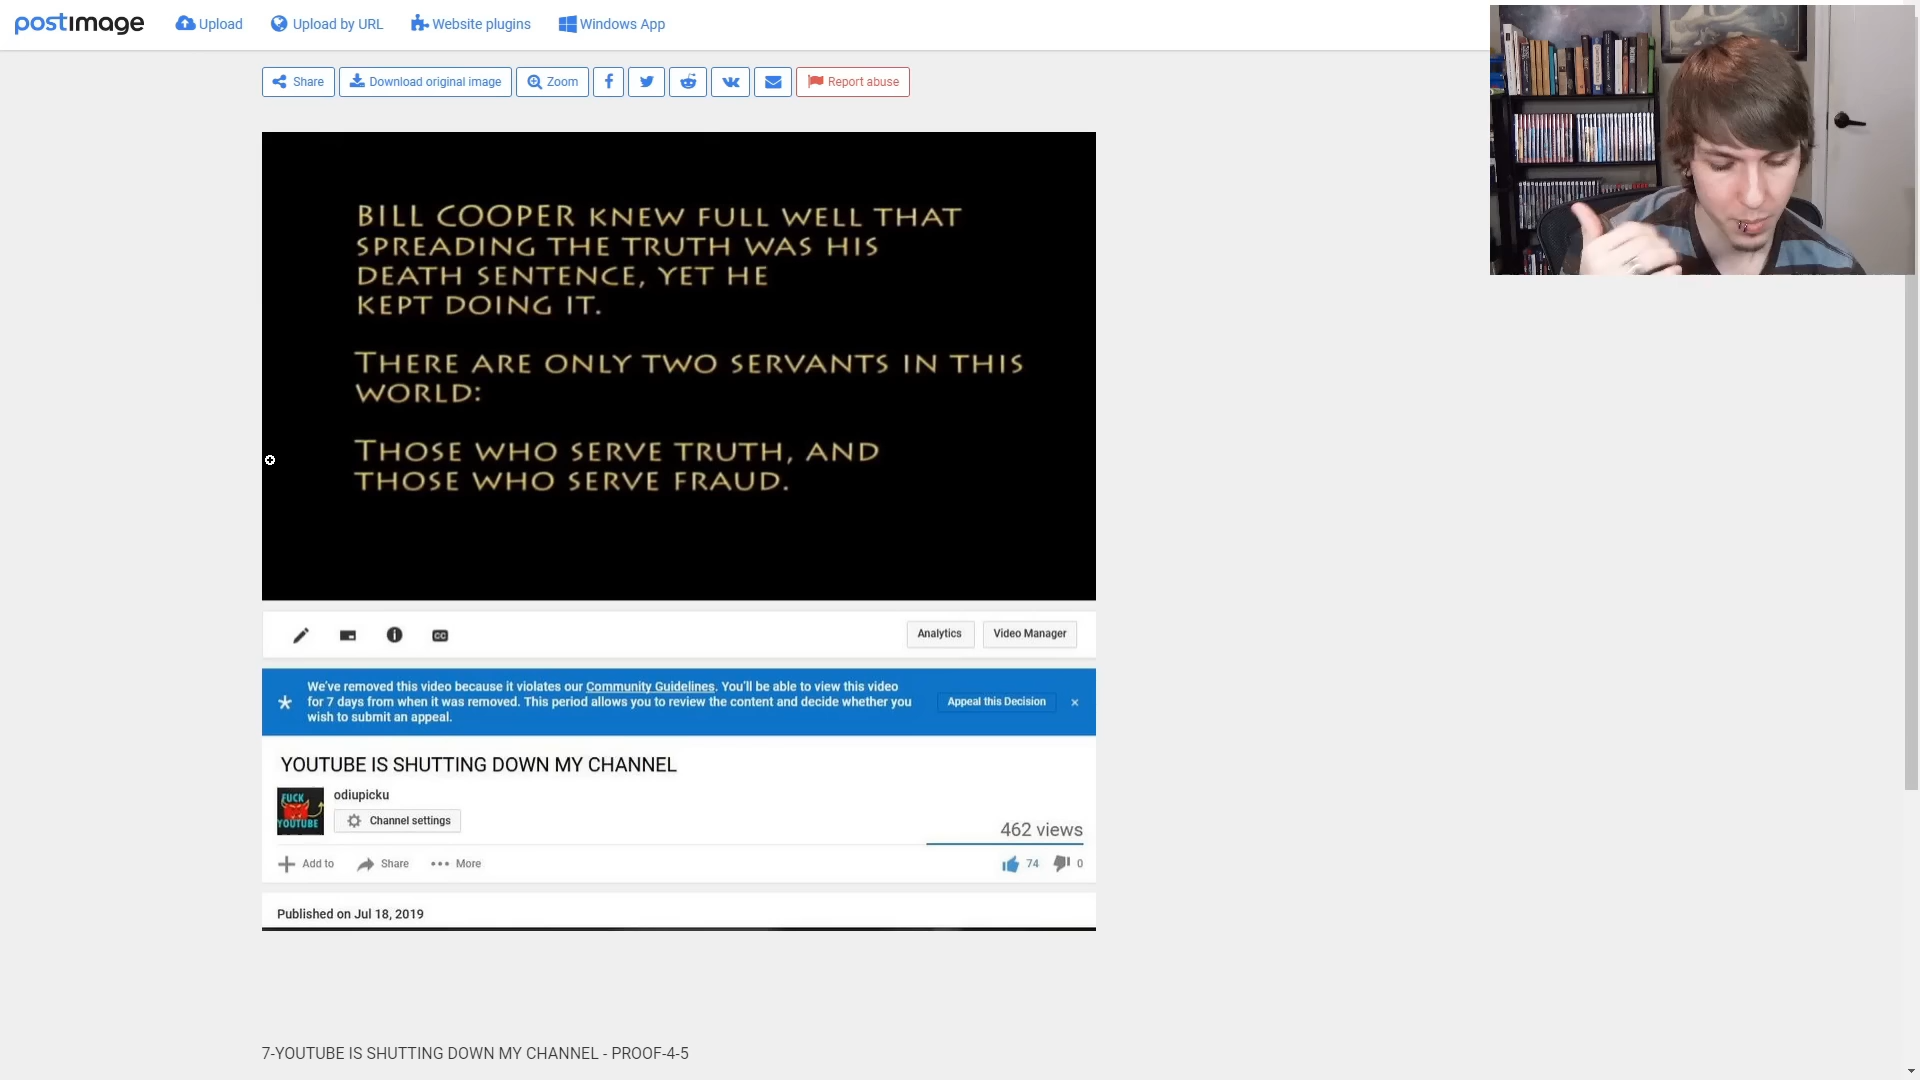 postimage
Upload
Upload by URL
Website plugins
Windows App
Share
Download original image
Zoom
Report abuse
BILL COOPER KNEW FULL WELL THAT
SPREADING THE TRUTH WAS HIS
DEATH SENTENCE, YET HE
KEPT DOING IT.
THERE ARE ONLY TWO SERVANTS IN THIS
WORLD:
THOSE WHO SERVE TRUTH, AND
THOSE WHO SERVE FRAUD.
CC
Analytics
Video Manager
We've removed this video because it violates our Community Guidelines. You'll be able to view this video
for 7 days from when it was removed. This period allows you to review the content and decide whether you
wish to submit an appeal.
Appeal this Decision
YOUTUBE IS SHUTTING DOWN MY CHANNEL
FUCK
YOUTUBE
odiupicku
Channel settings
462 views
Add to
Share
More
74
0
Published on Jul 18, 2019
7-YOUTUBE IS SHUTTING DOWN MY CHANNEL - PROOF-4-5